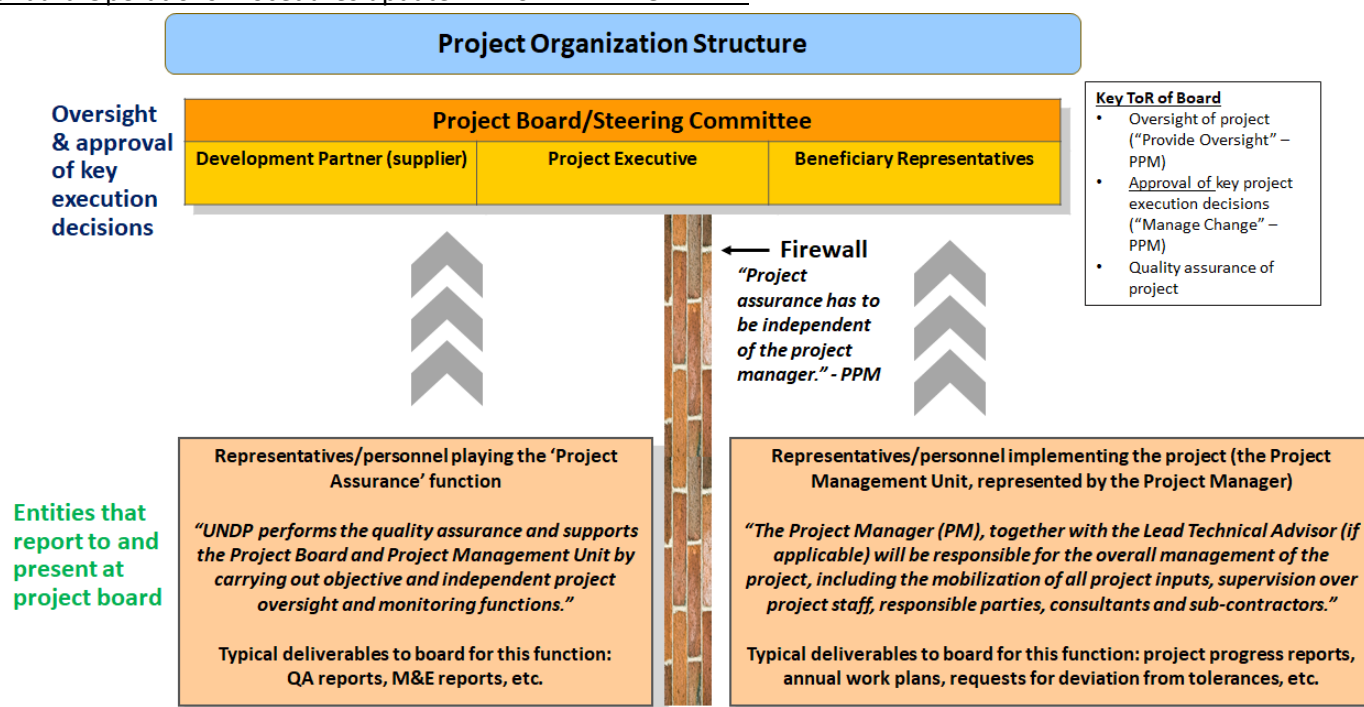 Project Organization Structure
Oversight
& approval
of key
execution
decisions
Project Board/Steering Committee
Development Partner (supplier)
Project Executive
Beneficiary Representatives
Key ToR of Board
• Oversight of project
("Provide Oversight" –
PPM)
• Approval of key project
execution decisions
("Manage Change" –
PPM)
• Quality assurance of
project
Firewall
"Project
assurance has to
be independent
of the project
manager." - PPM
Entities that
report to and
present at
project board
Representatives/personnel playing the 'Project
Assurance' function
"UNDP performs the quality assurance and supports
the Project Board and Project Management Unit by
carrying out objective and independent project
oversight and monitoring functions."
Typical deliverables to board for this function:
QA reports, M&E reports, etc.
Representatives/personnel implementing the project (the Project
Management Unit, represented by the Project Manager)
"The Project Manager (PM), together with the Lead Technical Advisor (if
applicable) will be responsible for the overall management of the
project, including the mobilization of all project inputs, supervision over
project staff, responsible parties, consultants and sub-contractors."
Typical deliverables to board for this function: project progress reports,
annual work plans, requests for deviation from tolerances, etc.